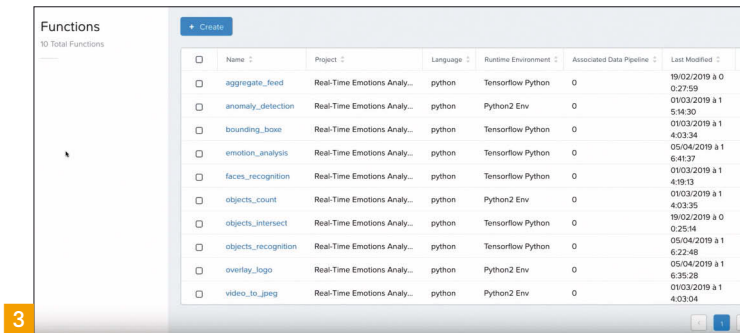 Functions
10 Total Functions
+ Create
Name Project Language Runtime Environment Associated Data Pipeline Last Modified
aggregate_feed Real-Time Emotions Analy... python Tensorflow Python 0 19/02/2019 à 0
0:27:59
anomaly_detection Real-Time Emotions Analy... python Python2 Env 0 01/03/2019 à 1
5:14:30
bounding_boxe Real-Time Emotions Analy... python Tensorflow Python 0 01/03/2019 à 1
4:03:34
emotion_analysis Real-Time Emotions Analy... python Tensorflow Python 0 05/04/2019 à 1
6:41:37
faces_recognition Real-Time Emotions Analy... python Tensorflow Python 0 01/03/2019 à 1
4:19:13
objects_count Real-Time Emotions Analy... python Python2 Env 0 01/03/2019 à 1
4:03:35
objects_intersect Real-Time Emotions Analy... python Tensorflow Python 0 19/02/2019 à 0
0:25:14
objects_recognition Real-Time Emotions Analy... python Tensorflow Python 0 05/04/2019 à 1
6:22:48
overlay_logo Real-Time Emotions Analy... python Python2 Env 0 05/04/2019 à 1
6:35:28
video_to_jpeg Real-Time Emotions Analy... python Python2 Env 0 01/03/2019 à 1
4:03:04
1
3